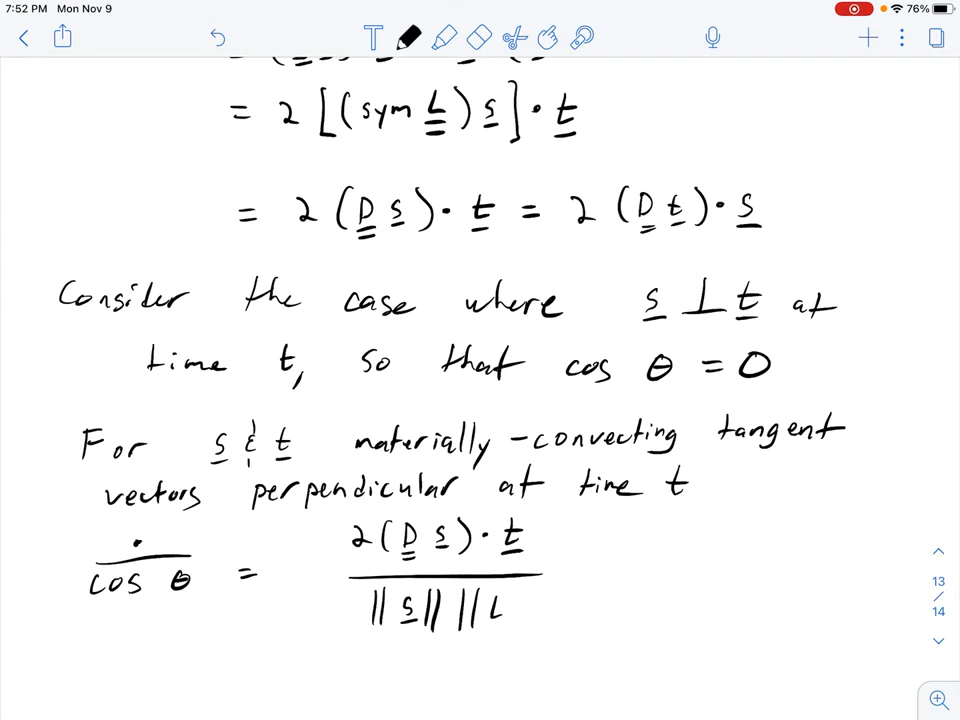 7:52 PM Mon Nov 9
76%
= 2 [(sym L) s] · t
= 2 (D s) · t = 2 (D t) · s
Consider the case where s ⊥ t at
time t, so that cos θ = 0
For s & t materially-convecting tangent
vectors perpendicular at time t
2(D s) · t
cos θ =
||s|| ||L
13
/
14